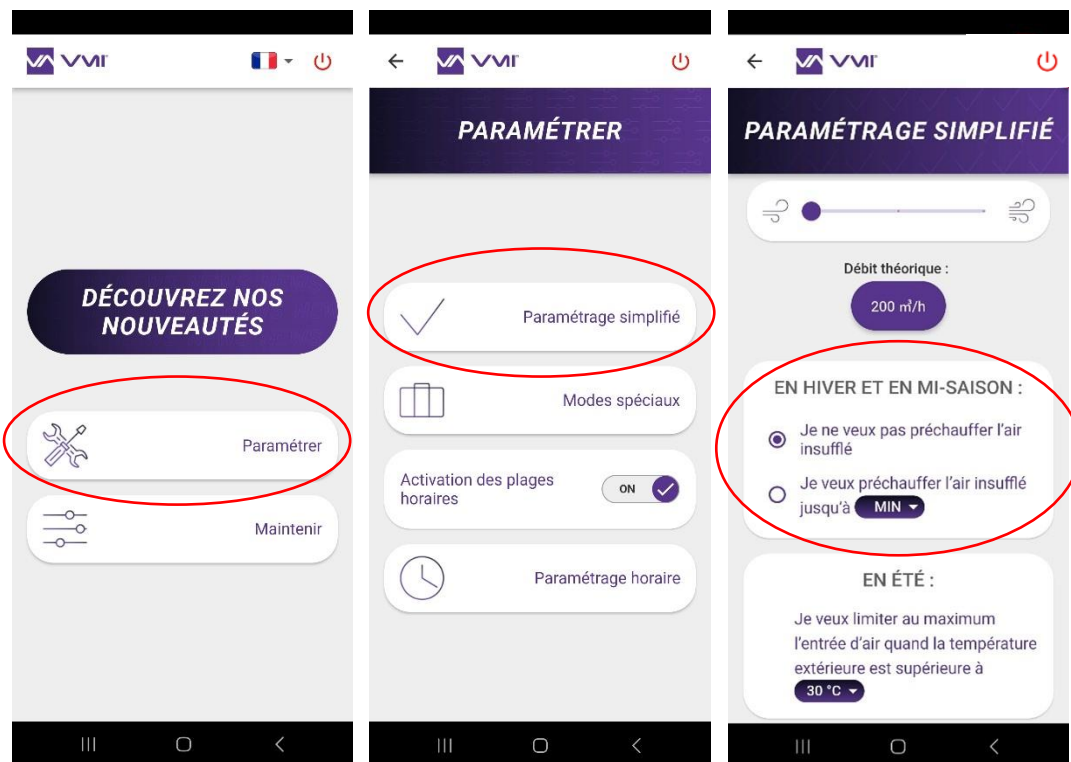 VMI
DÉCOUVREZ NOS
NOUVEAUTÉS
Paramétrer
Maintenir
VMI
PARAMÉTRER
Paramétrage simplifié
Modes spéciaux
Activation des plages
horaires
ON
Paramétrage horaire
VMI
PARAMÉTRAGE SIMPLIFIÉ
Débit théorique :
200 m³/h
EN HIVER ET EN MI-SAISON :
Je ne veux pas préchauffer l'air
insufflé
Je veux préchauffer l'air insufflé
jusqu'à MIN
EN ÉTÉ :
Je veux limiter au maximum
l'entrée d'air quand la température
extérieure est supérieure à
30 °C